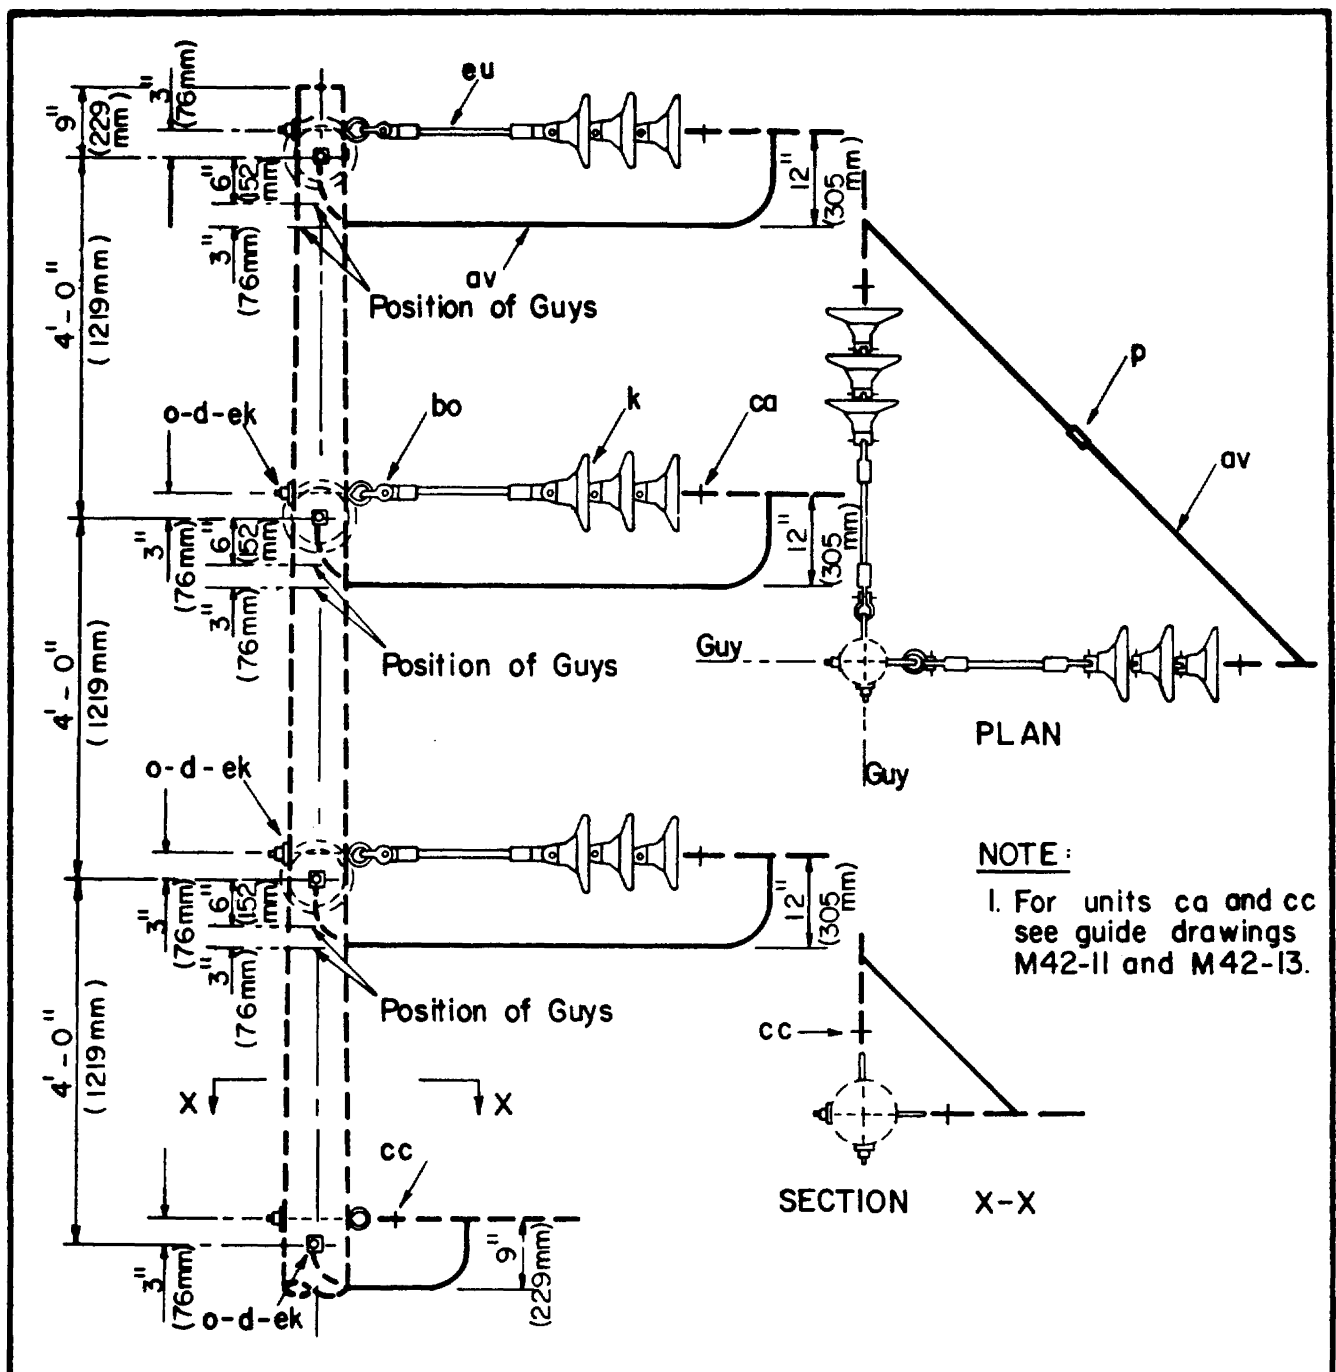 3" (76mm)
9" (229 mm)
eu
6" (152 mm)
12" (305 mm)
3" (76mm)
av
Position of Guys
4'-0" (1219mm)
p
o-d-ek
bo
k
ca
av
3" (76mm)
6" (152 mm)
12" (305 mm)
3" (76mm)
Position of Guys
Guy
4'-0" (1219mm)
PLAN
Guy
o-d-ek
3" (76mm)
6" (152 mm)
12" (305 mm)
3" (76mm)
Position of Guys
NOTE:
1. For units ca and cc
see guide drawings
M42-11 and M42-13.
4'-0" (1219mm)
cc
X X
cc
SECTION X-X
3" (76mm)
9" (229mm)
o-d-ek